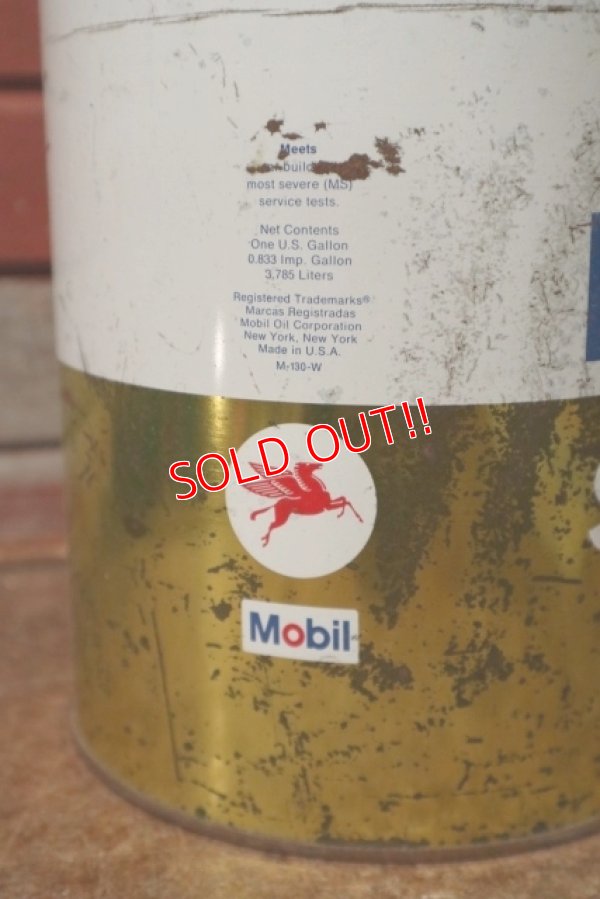 Meets
most severe (MS)
service tests.
Net Contents
One U.S. Gallon
0.833 Imp. Gallon
3,785 Liters
Registered Trademarks®
Marcas Registradas
Mobil Oil Corporation
New York, New York
Made in U.S.A.
M-130-W
SOLD OUT!!
Mobil